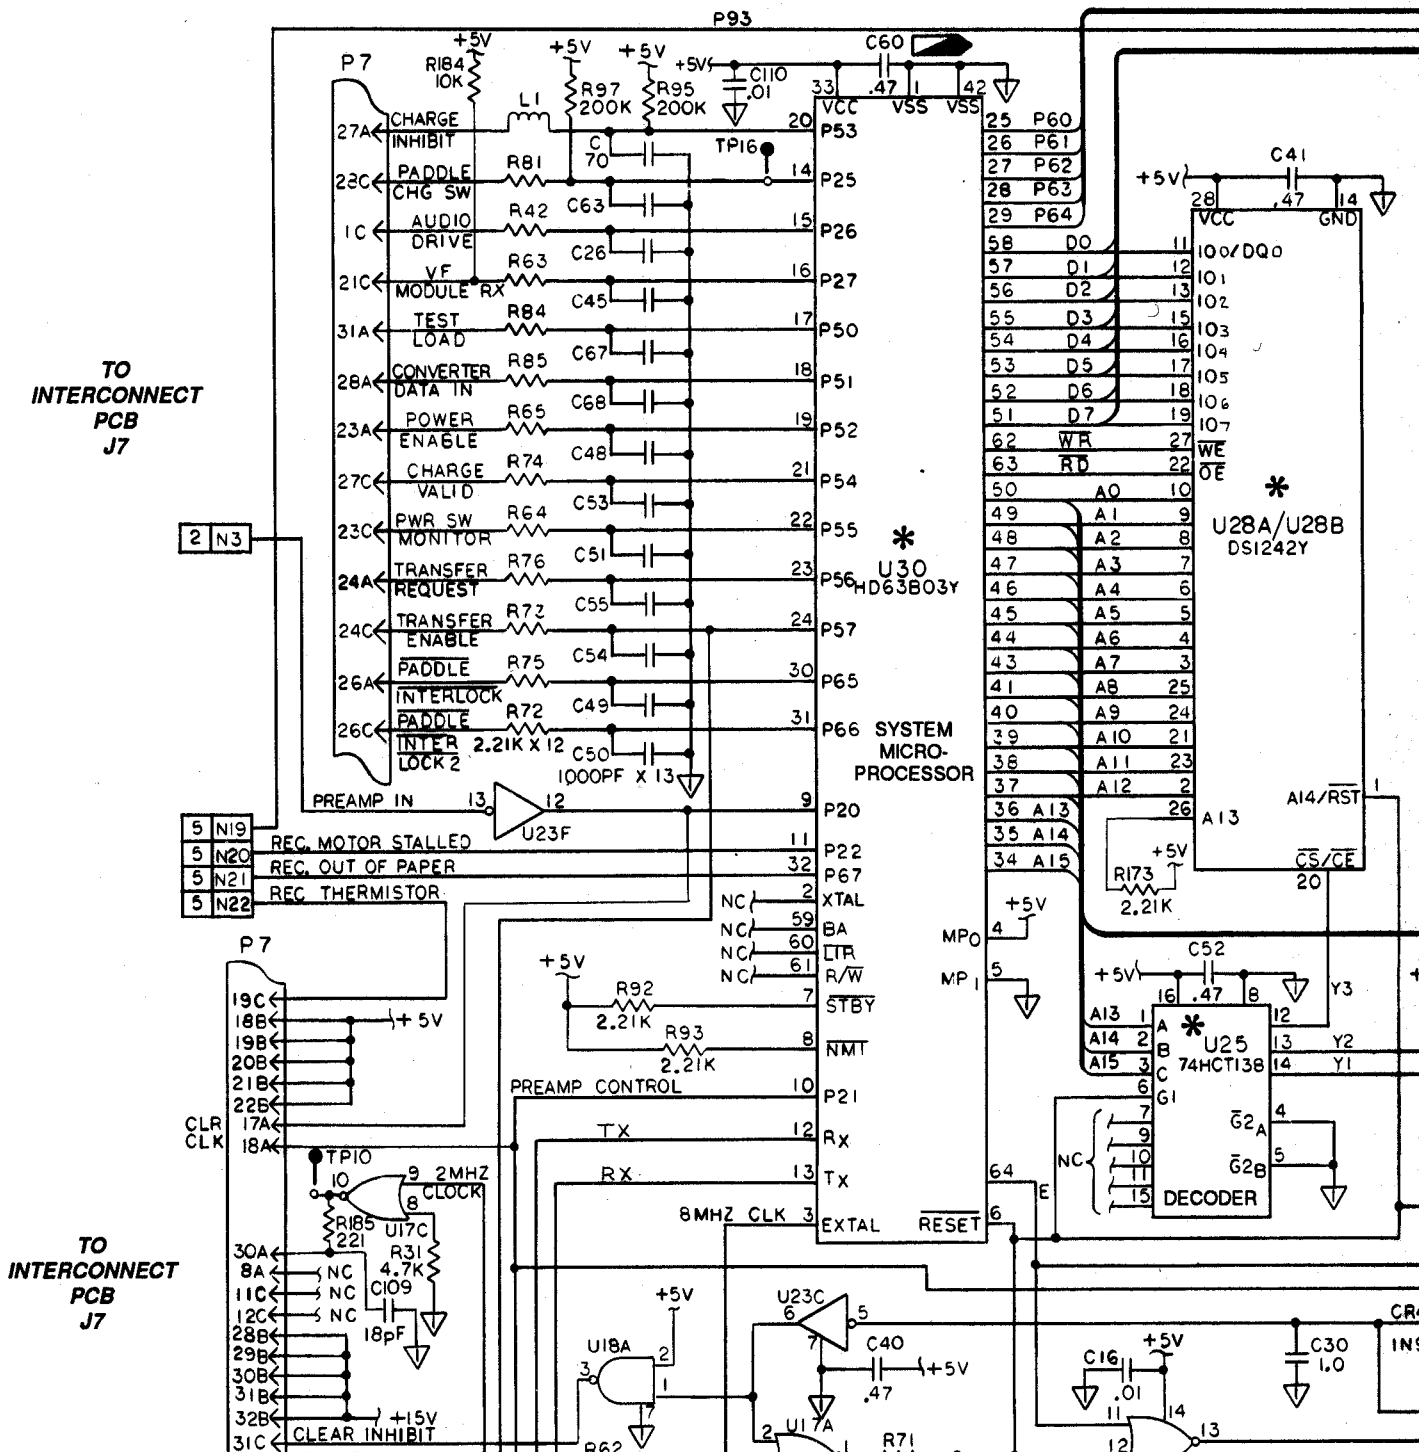 P93
P7
+5V
R184
10K
+5V
R97
200K
+5V
R95
200K
+5V
C110
.01
C60
.47
33
VCC
1
VSS
42
VSS
27A CHARGE INHIBIT L1 C70 20 P53
28C PADDLE CHG SW R81 C63 TP16 14 P25
1C AUDIO DRIVE R42 C26 15 P26
21C VF MODULE RX R63 C45 16 P27
31A TEST LOAD R84 C67 17 P50
28A CONVERTER DATA IN R85 C68 18 P51
23A POWER ENABLE R65 C48 19 P52
27C CHARGE VALID R74 C53 21 P54
23C PWR SW MONITOR R64 C51 22 P55
24A TRANSFER REQUEST R76 C55 23 P56
24C TRANSFER ENABLE R72 C54 24 P57
26A PADDLE INTERLOCK R75 C49 30 P65
26C PADDLE INTER LOCK 2 R72 2.21K X 12 C50 1000PF X 13 31 P66
TO
INTERCONNECT
PCB
J7
2 N3
PREAMP IN 13 12 U23F 9 P20
5 N19
5 N20 REC. MOTOR STALLED 11 P22
5 N21 REC. OUT OF PAPER 32 P67
5 N22 REC. THERMISTOR
NC 2 XTAL
NC 59 BA
NC 60 LIR
NC 61 R/W
+5V
R92
2.21K
7 STBY
R93
2.21K
8 NMI
PREAMP CONTROL 10 P21
TX 12 Rx
RX 13 Tx
8MHZ CLK 3 EXTAL
*
U30
HD63B03Y
SYSTEM
MICRO-
PROCESSOR
25 P60
26 P61
27 P62
28 P63
29 P64
58 D0 11 IO0/DQ0
57 D1 12 IO1
56 D2 13 IO2
55 D3 15 IO3
54 D4 16 IO4
53 D5 17 IO5
52 D6 18 IO6
51 D7 19 IO7
62 WR 27 WE
63 RD 22 OE
50 A0 10
49 A1 9
48 A2 8
47 A3 7
46 A4 6
45 A5 5
44 A6 4
43 A7 3
41 A8 25
40 A9 24
39 A10 21
38 A11 23
37 A12 2
36 A13 26 A13
35 A14
34 A15
+5V
C41
.47
28
VCC
14
GND
*
U28A/U28B
DS1242Y
A14/RST 1
CS/CE
20
R173
2.21K
+5V
MP0 4 +5V
MP1 5
64 E
RESET 6
+5V
C52
.47
16
8
Y3
A13 1 A
A14 2 B
A15 3 C
6 G1
*
U25
74HCT138
12
13 Y2
14 Y1
G2A 4
G2B 5
NC
7
9
10
11
15
DECODER
P7
19C
18B +5V
19B
20B
21B
22B
CLR 17A
CLK 18A
TP10
10
9 2MHZ CLOCK
8
U17C
R185
221
R31
4.7K
30A
8A NC
11C NC
12C NC
C109
18pF
28B
29B
30B
31B
32B +15V
31C CLEAR INHIBIT
TO
INTERCONNECT
PCB
J7
+5V
U18A
3
2
1
7
R62
U23C
6
5
7
C40
.47
+5V
2
U17A
1
R71
+5V
C16
.01
14
11
12
13
C30
1.0